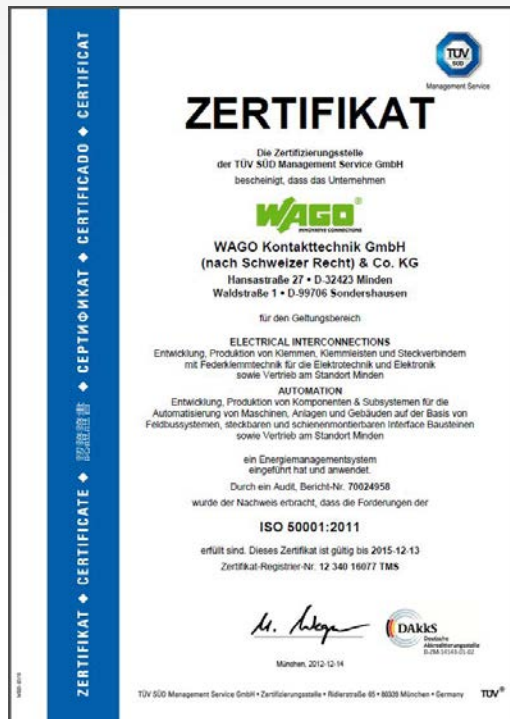 TÜV
SÜD
Management Service
ZERTIFIKAT
Die Zertifizierungsstelle
der TÜV SÜD Management Service GmbH
bescheinigt, dass das Unternehmen
WAGO®
INNOVATIVE CONNECTIONS
WAGO Kontakttechnik GmbH
(nach Schweizer Recht) & Co. KG
Hansastraße 27 • D-32423 Minden
Waldstraße 1 • D-99706 Sondershausen
für den Geltungsbereich
ELECTRICAL INTERCONNECTIONS
Entwicklung, Produktion von Klemmen, Klemmleisten und Steckverbindern
mit Federklemmtechnik für die Elektrotechnik und Elektronik
sowie Vertrieb am Standort Minden
AUTOMATION
Entwicklung, Produktion von Komponenten & Subsystemen für die
Automatisierung von Maschinen, Anlagen und Gebäuden auf der Basis von
Feldbussystemen, steckbaren und schienenmontierbaren Interface Bausteinen
sowie Vertrieb am Standort Minden
ein Energiemanagementsystem
eingeführt hat und anwendet.
Durch ein Audit, Bericht-Nr. 70024958
wurde der Nachweis erbracht, dass die Forderungen der
ISO 50001:2011
erfüllt sind. Dieses Zertifikat ist gültig bis 2015-12-13
Zertifikat-Registrier-Nr. 12 340 16077 TMS
DAkkS
Deutsche
Akkreditierungsstelle
D-ZM-14143-01-02
München, 2012-12-14
TÜV SÜD Management Service GmbH • Zertifizierungsstelle • Ridlerstraße 65 • 80339 München • Germany
TÜV®
ZERTIFIKAT ◆ CERTIFICATE ◆ 認證證書 ◆ СЕРТИФИКАТ ◆ CERTIFICADO ◆ CERTIFICAT